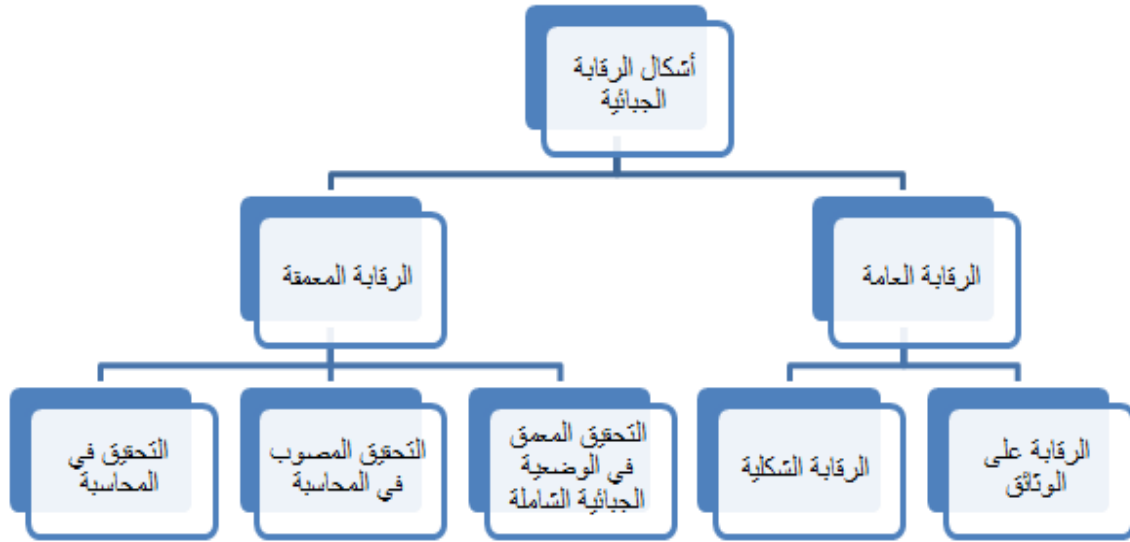 أشكال الرقابة
الجبائية
الرقابة العامة
الرقابة المعمقة
الرقابة على
الوثائق
الرقابة الشكلية
التحقيق المعمق
في الوضعية
الجبائية الشاملة
التحقيق المصوب
في المحاسبة
التحقيق في
المحاسبة